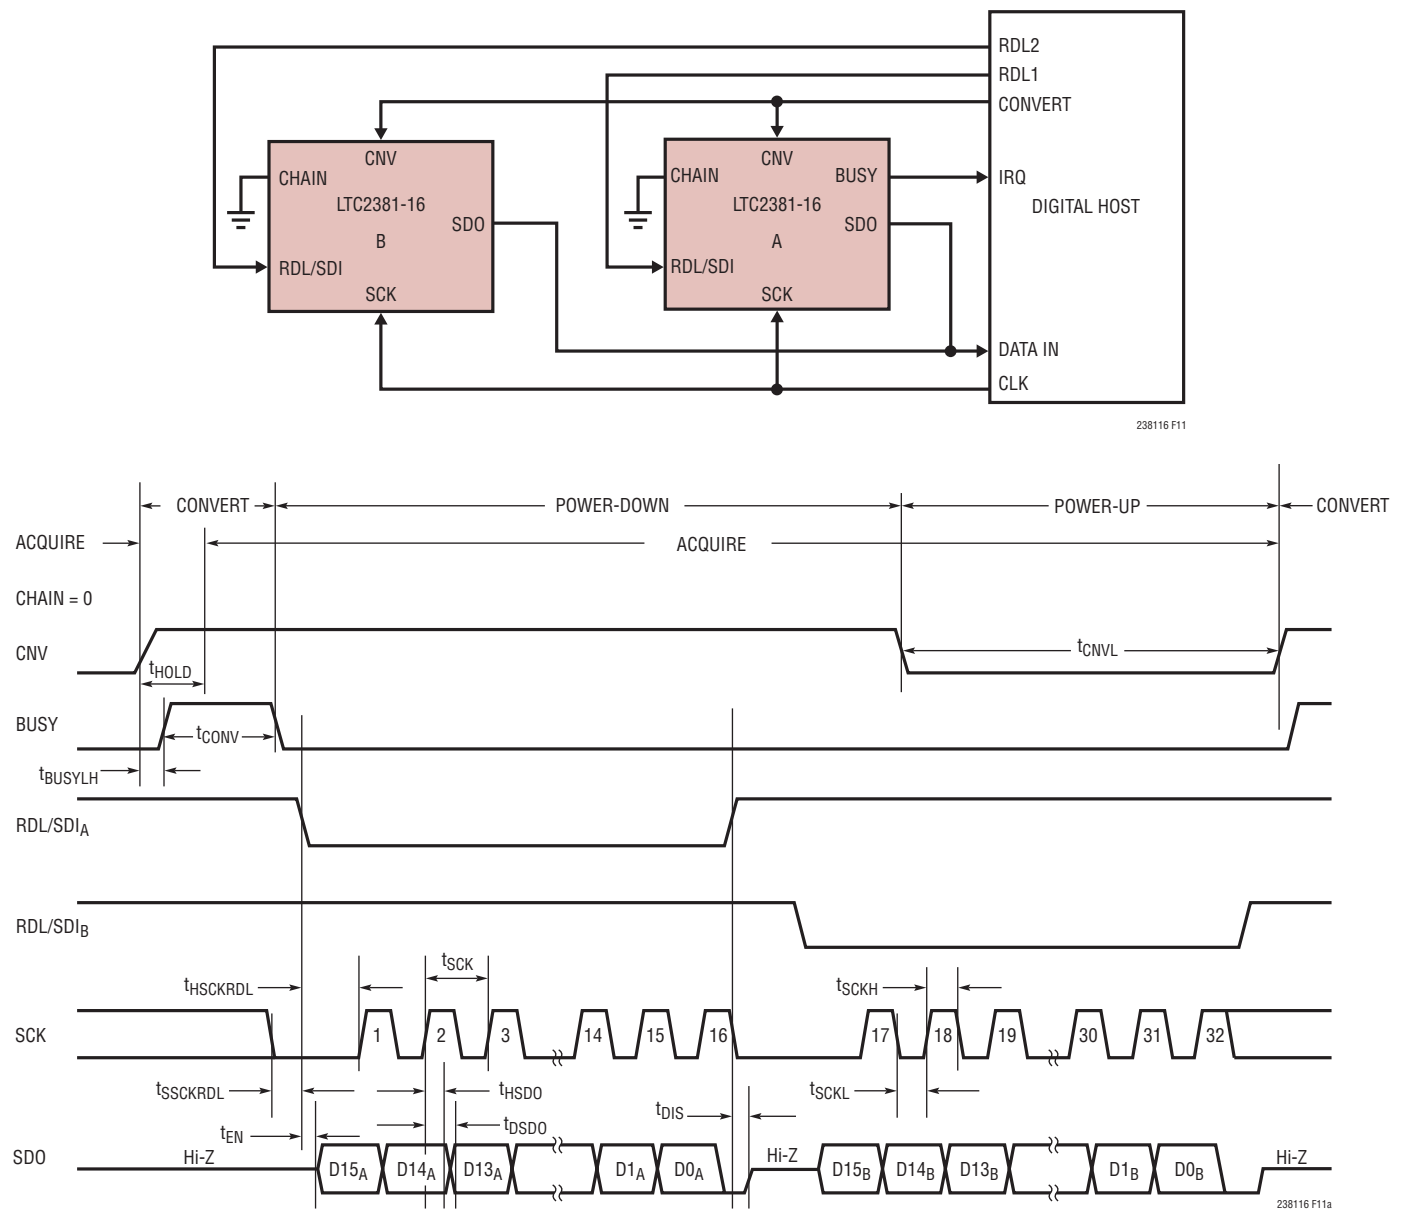 RDL2
RDL1
CONVERT
CNV
CNV
CHAIN
CHAIN
BUSY
IRQ
LTC2381-16
LTC2381-16
DIGITAL HOST
SDO
SDO
B
A
RDL/SDI
RDL/SDI
SCK
SCK
DATA IN
CLK
238116 F11
CONVERT
POWER-DOWN
POWER-UP
CONVERT
ACQUIRE
ACQUIRE
CHAIN = 0
CNV
tCNVL
tHOLD
BUSY
tCONV
tBUSYLH
RDL/SDIA
RDL/SDIB
tSCK
tHSCKRDL
tSCKH
SCK
1
2
3
14
15
16
17
18
19
30
31
32
tSSCKRDL
tHSDO
tSCKL
tDIS
tEN
tDSDO
SDO
Hi-Z
D15A
D14A
D13A
D1A
D0A
Hi-Z
D15B
D14B
D13B
D1B
D0B
Hi-Z
238116 F11a